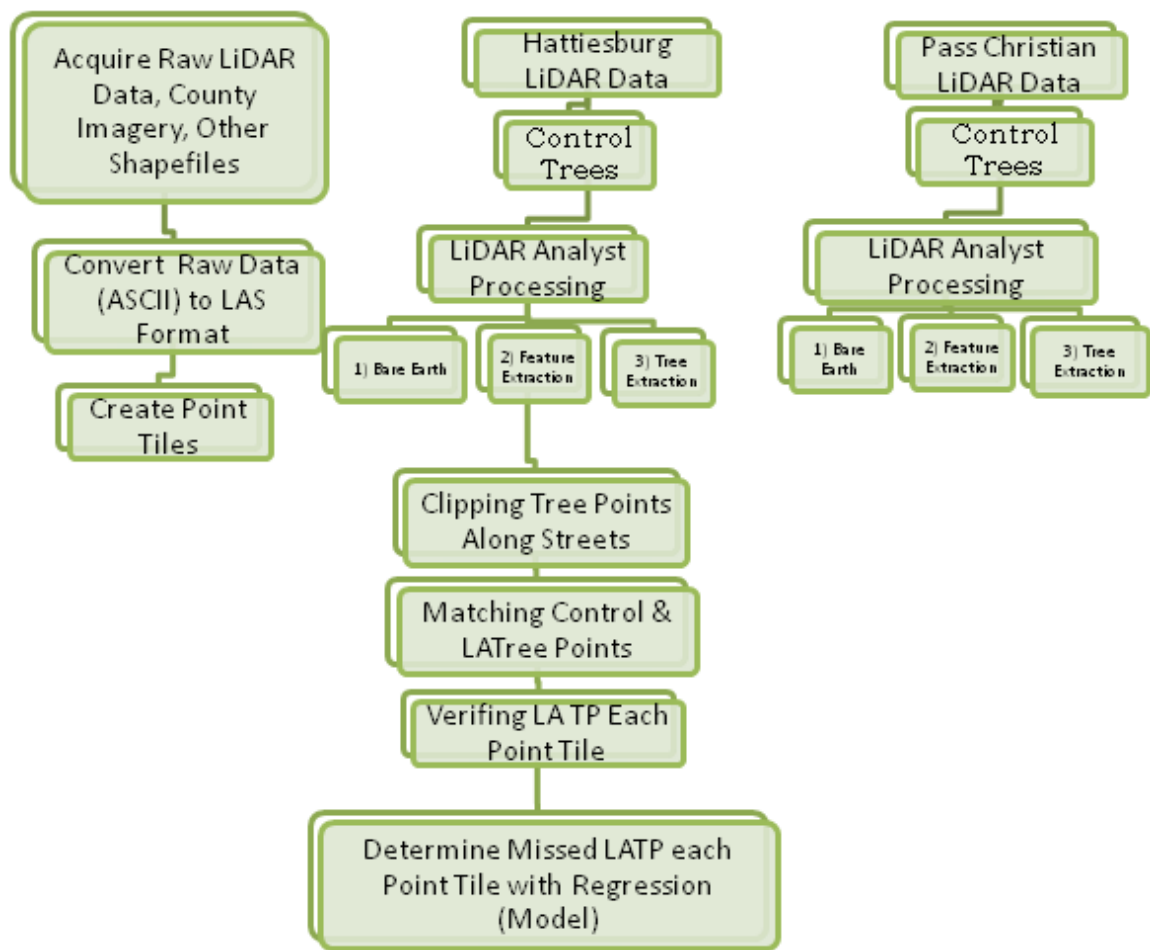 Acquire Raw LiDAR
Data, County
Imagery, Other
Shapefiles
Convert Raw Data
(ASCII) to LAS
Format
Create Point
Tiles
Hattiesburg
LiDAR Data
Control
Trees
LiDAR Analyst
Processing
1) Bare Earth
2) Feature
Extraction
3) Tree
Extraction
Clipping Tree Points
Along Streets
Matching Control &
LATree Points
Verifing LA TP Each
Point Tile
Determine Missed LATP each
Point Tile with Regression
(Model)
Pass Christian
LiDAR Data
Control
Trees
LiDAR Analyst
Processing
1) Bare
Earth
2) Feature
Extraction
3) Tree
Extraction